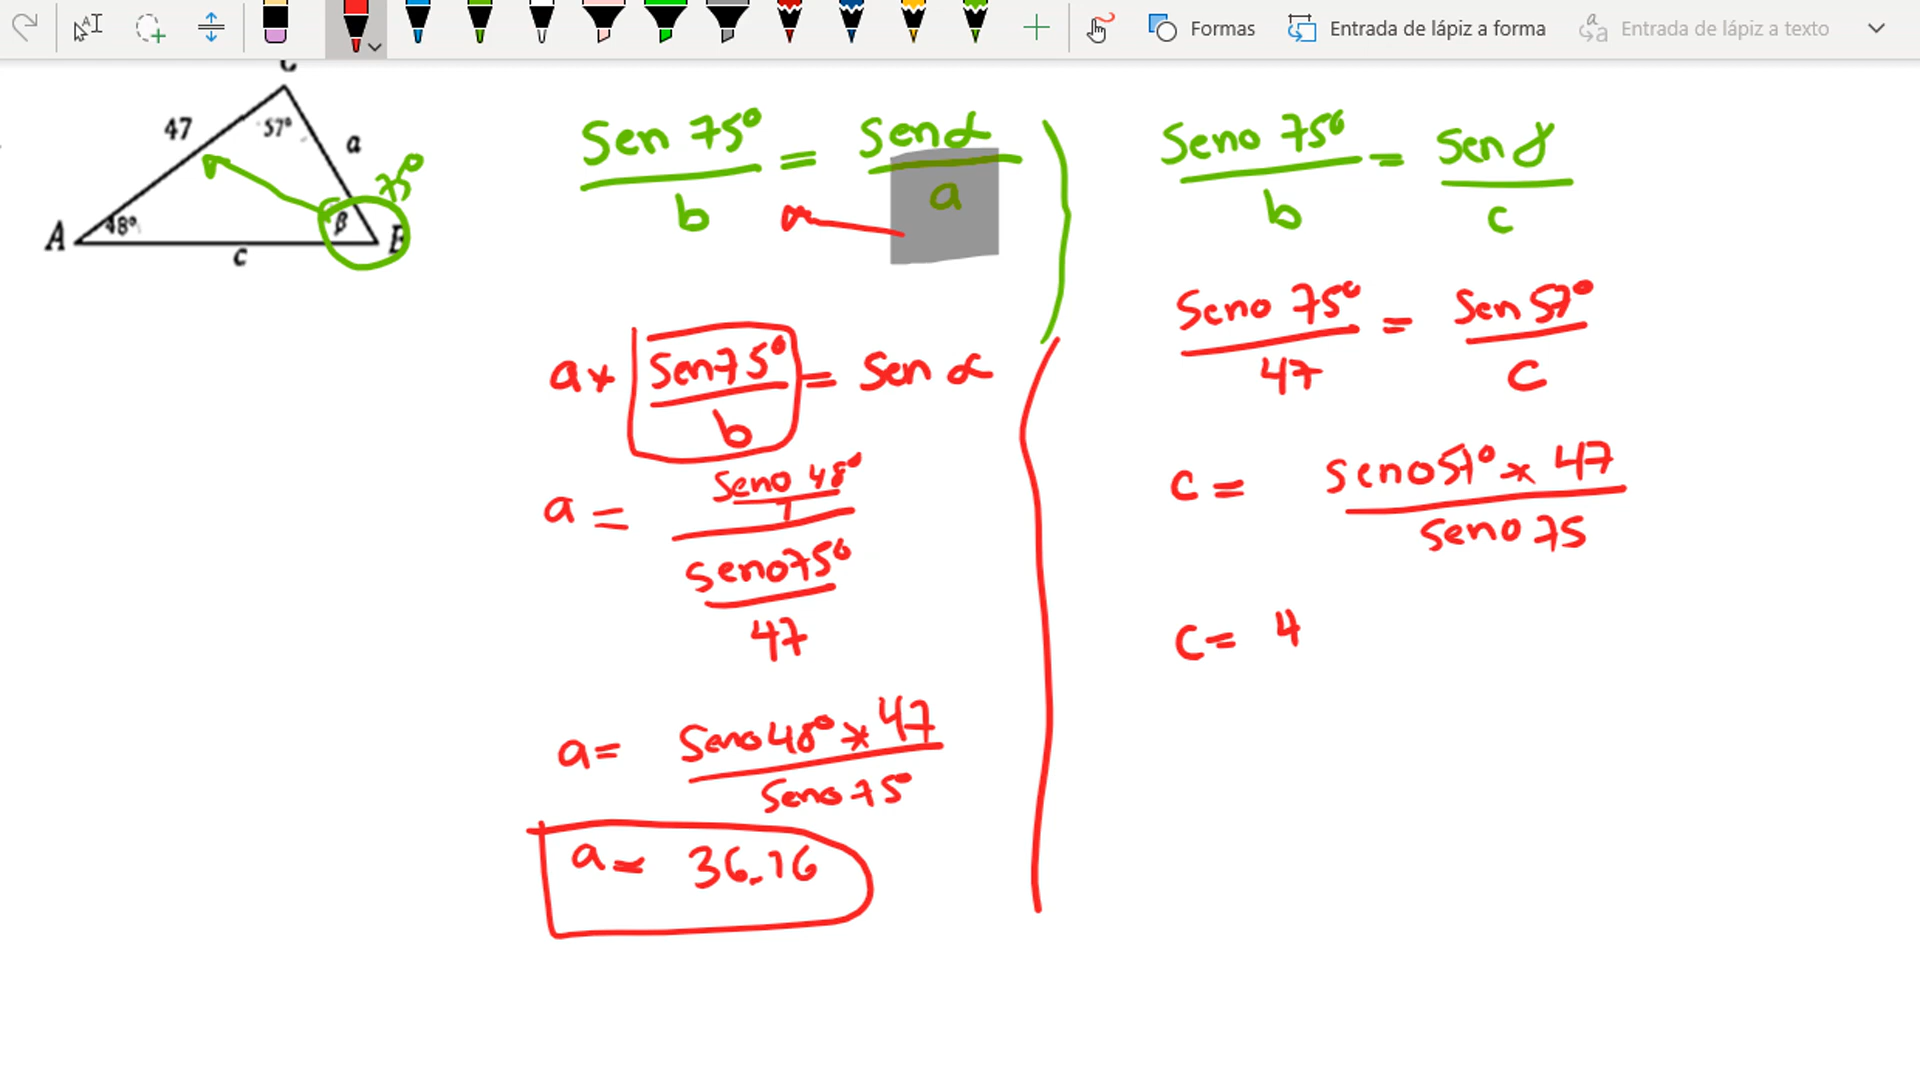 Formas
Entrada de lápiz a forma
Entrada de lápiz a texto
C
47
57°
a
75°
48°
β
A
B
c
Sen 75° / b = Sen α / a
a * Sen 75° / b = Sen α
a = Seno 48° / 1 / Seno 75° / 47
a = Seno 48° * 47 / Seno 75°
a = 36.16
Seno 75° / b = Sen γ / c
Seno 75° / 47 = Sen 57° / c
c = Seno 57° * 47 / Seno 75
c = 4